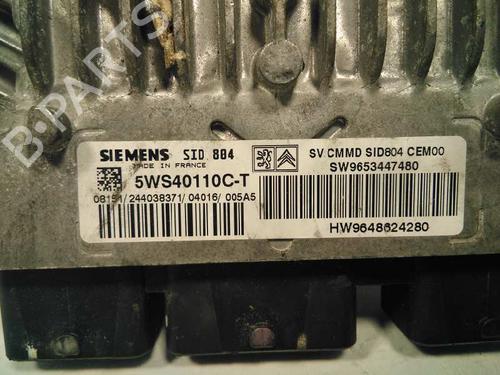 SIEMENS SID 804
MADE IN FRANCE
5WS40110C-T
08151/244038371/04016/005A5
SV CMMD SID804 CEM00
SW9653447480
HW9648624280
B-PARTS